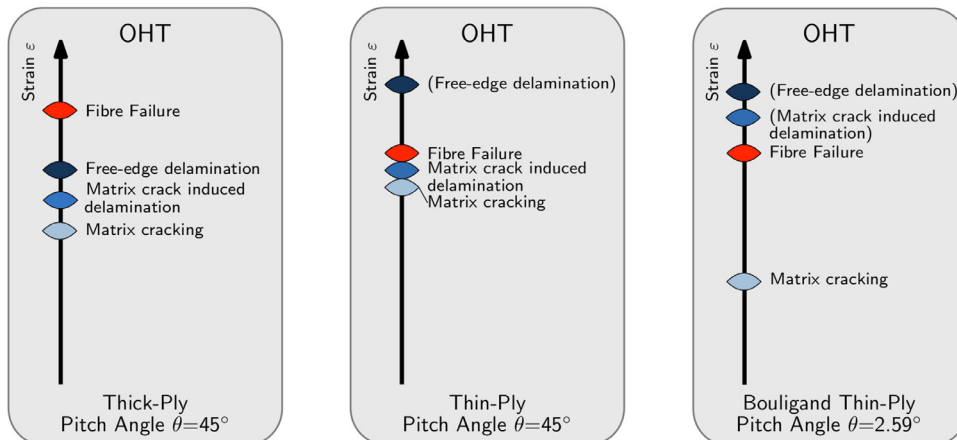 OHT
Strain ε
Fibre Failure
Free-edge delamination
Matrix crack induced
delamination
Matrix cracking
Thick-Ply
Pitch Angle θ=45°
OHT
Strain ε
(Free-edge delamination)
Fibre Failure
Matrix crack induced
delamination
Matrix cracking
Thin-Ply
Pitch Angle θ=45°
OHT
Strain ε
(Free-edge delamination)
(Matrix crack induced
delamination)
Fibre Failure
Matrix cracking
Bouligand Thin-Ply
Pitch Angle θ=2.59°